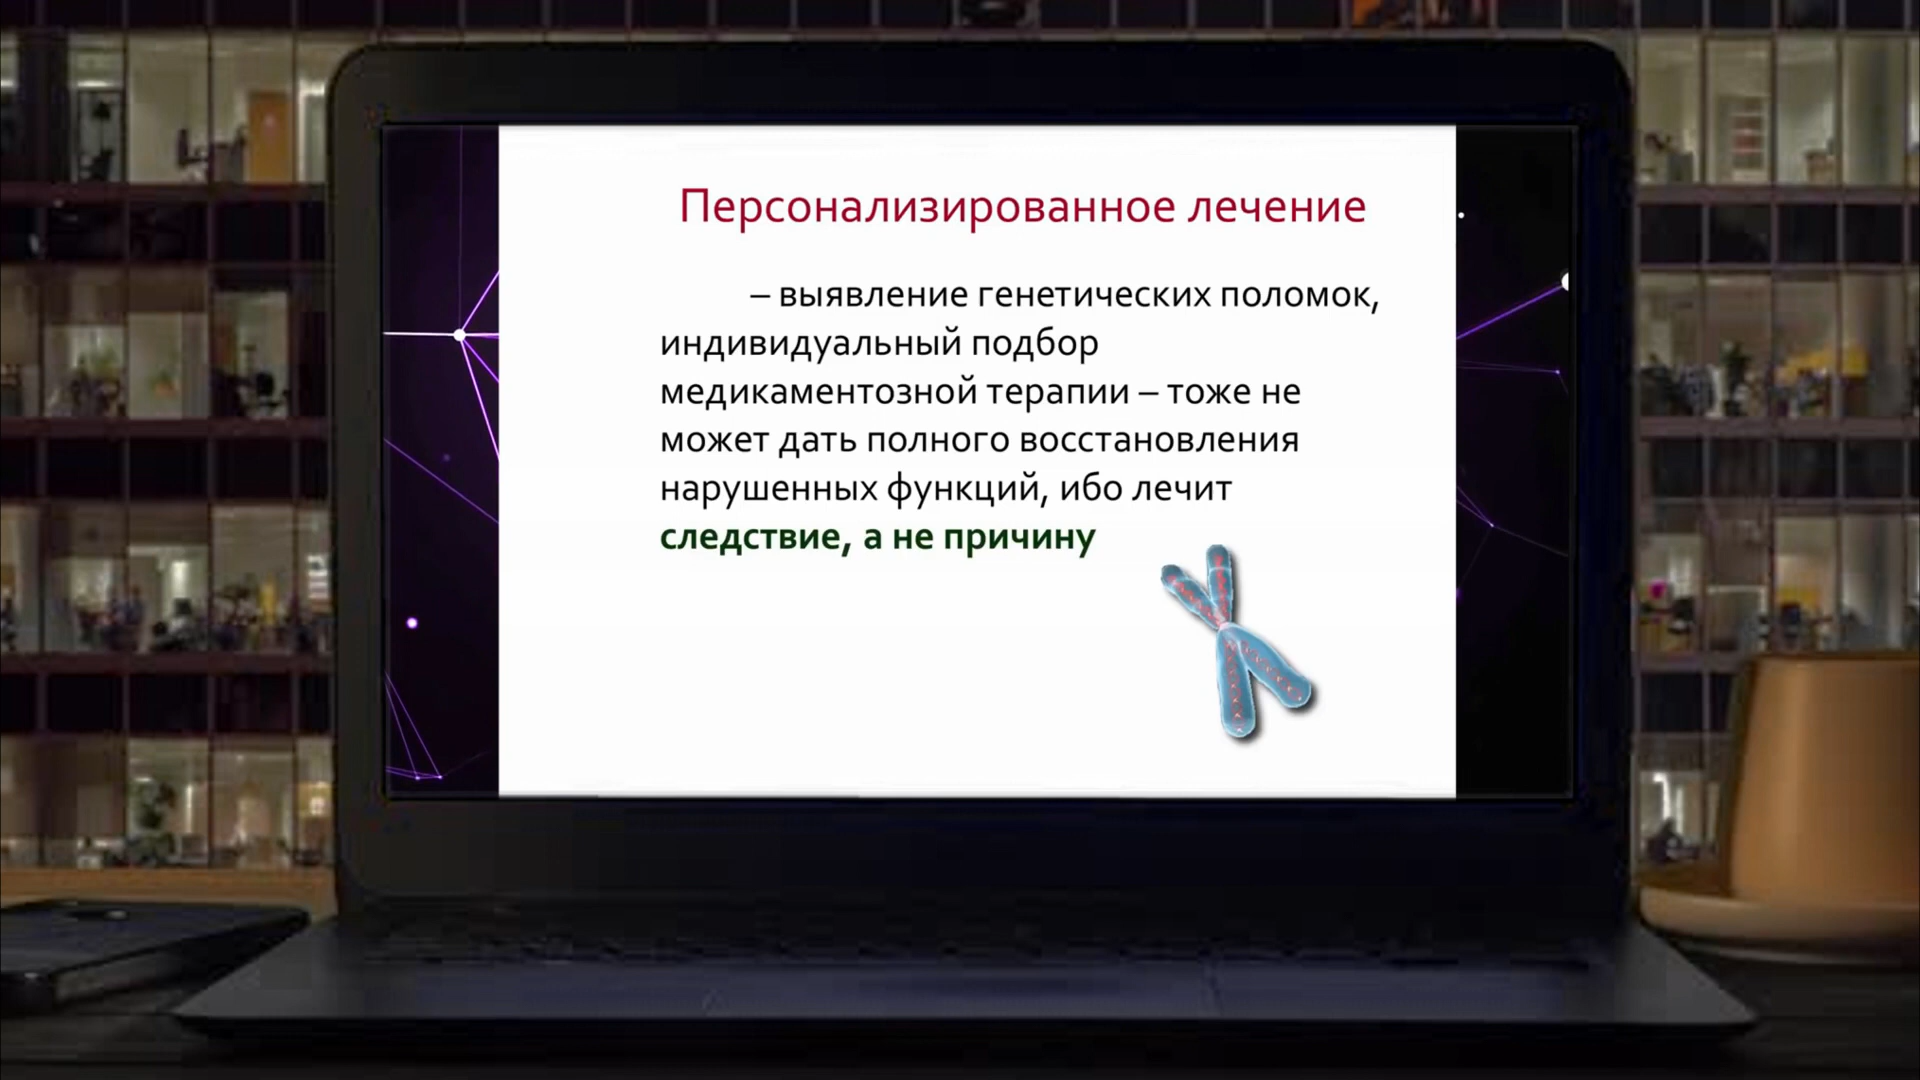 Персонализированное лечение
– выявление генетических поломок,
индивидуальный подбор
медикаментозной терапии – тоже не
может дать полного восстановления
нарушенных функций, ибо лечит
следствие, а не причину